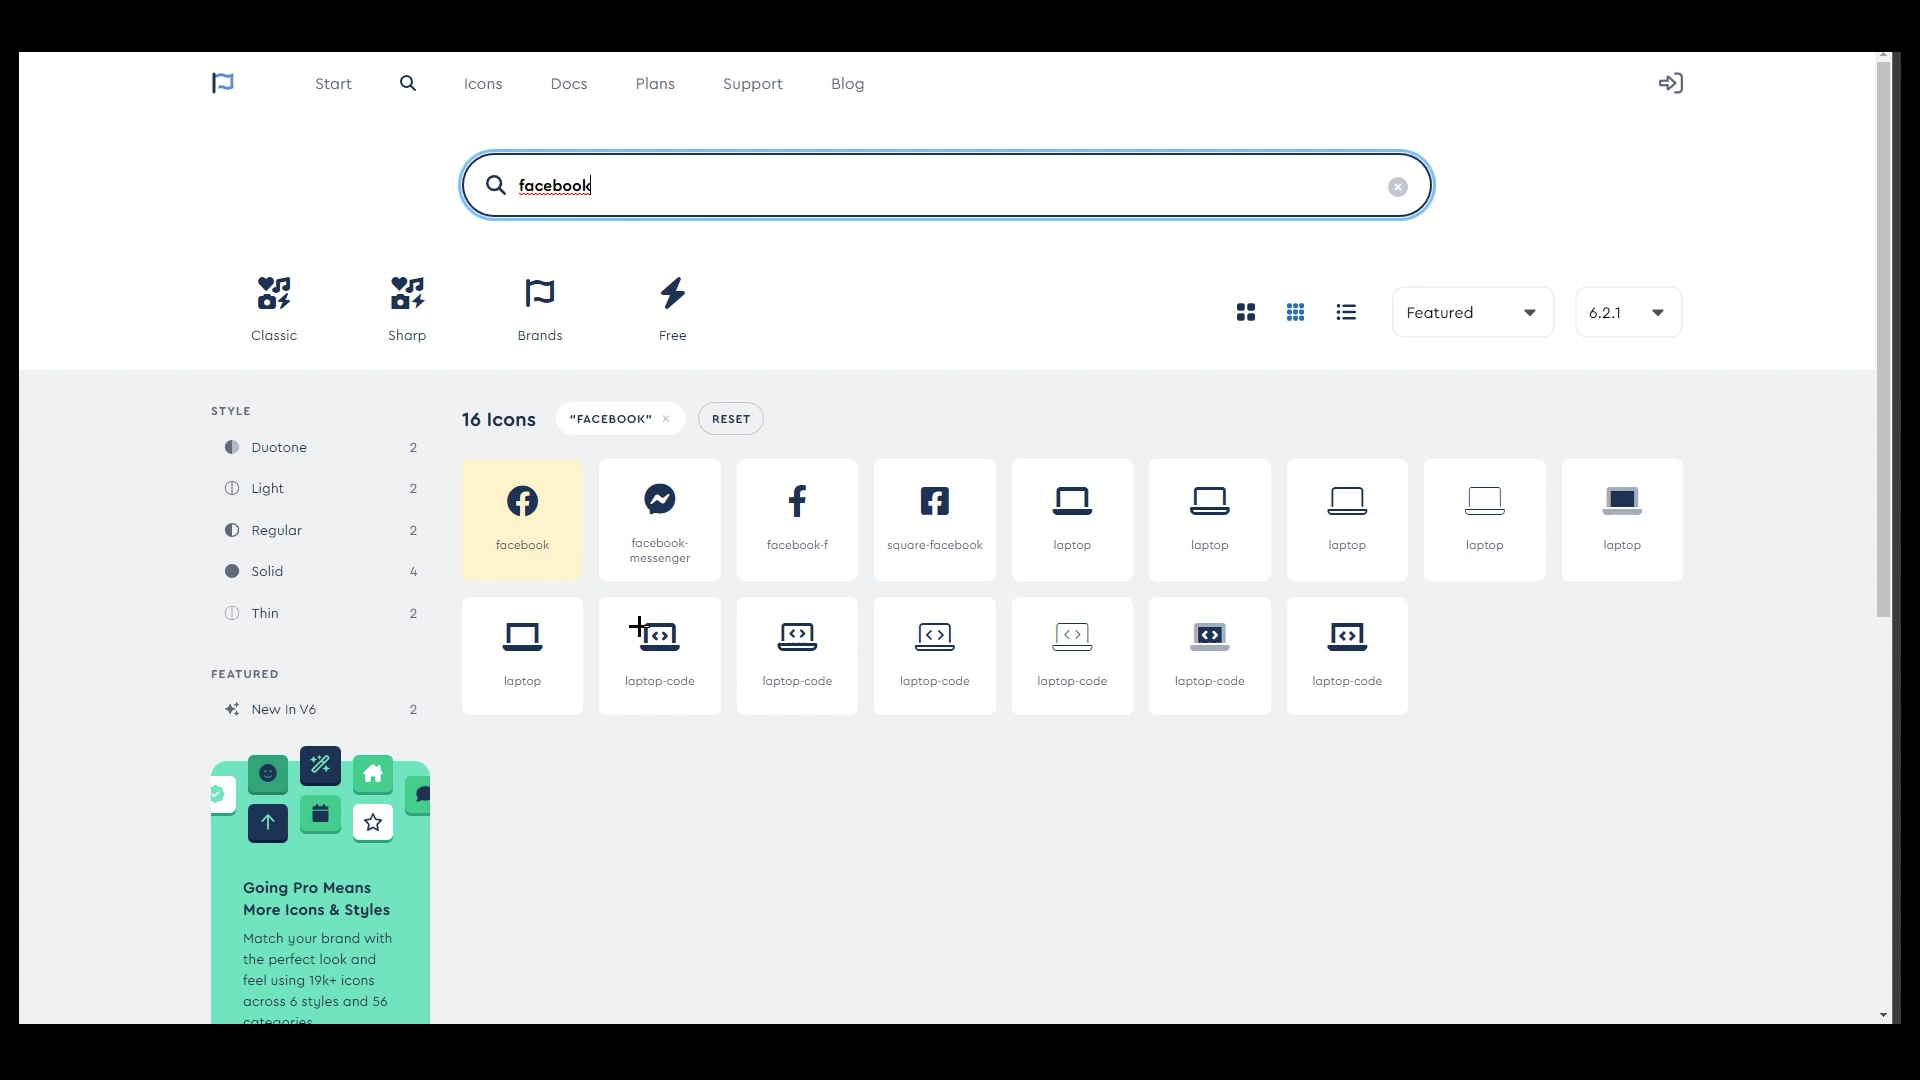 Start Icons Docs Plans Support Blog
facebook
Classic Sharp Brands Free
Featured 6.2.1
STYLE
Duotone 2
Light 2
Regular 2
Solid 4
Thin 2
FEATURED
New In V6 2
Going Pro Means
More Icons & Styles
Match your brand with
the perfect look and
feel using 19k+ icons
across 6 styles and 56
categories
16 Icons "FACEBOOK" × RESET
facebook
facebook-
messenger
facebook-f
square-facebook
laptop
laptop
laptop
laptop
laptop
laptop
laptop-code
laptop-code
laptop-code
laptop-code
laptop-code
laptop-code